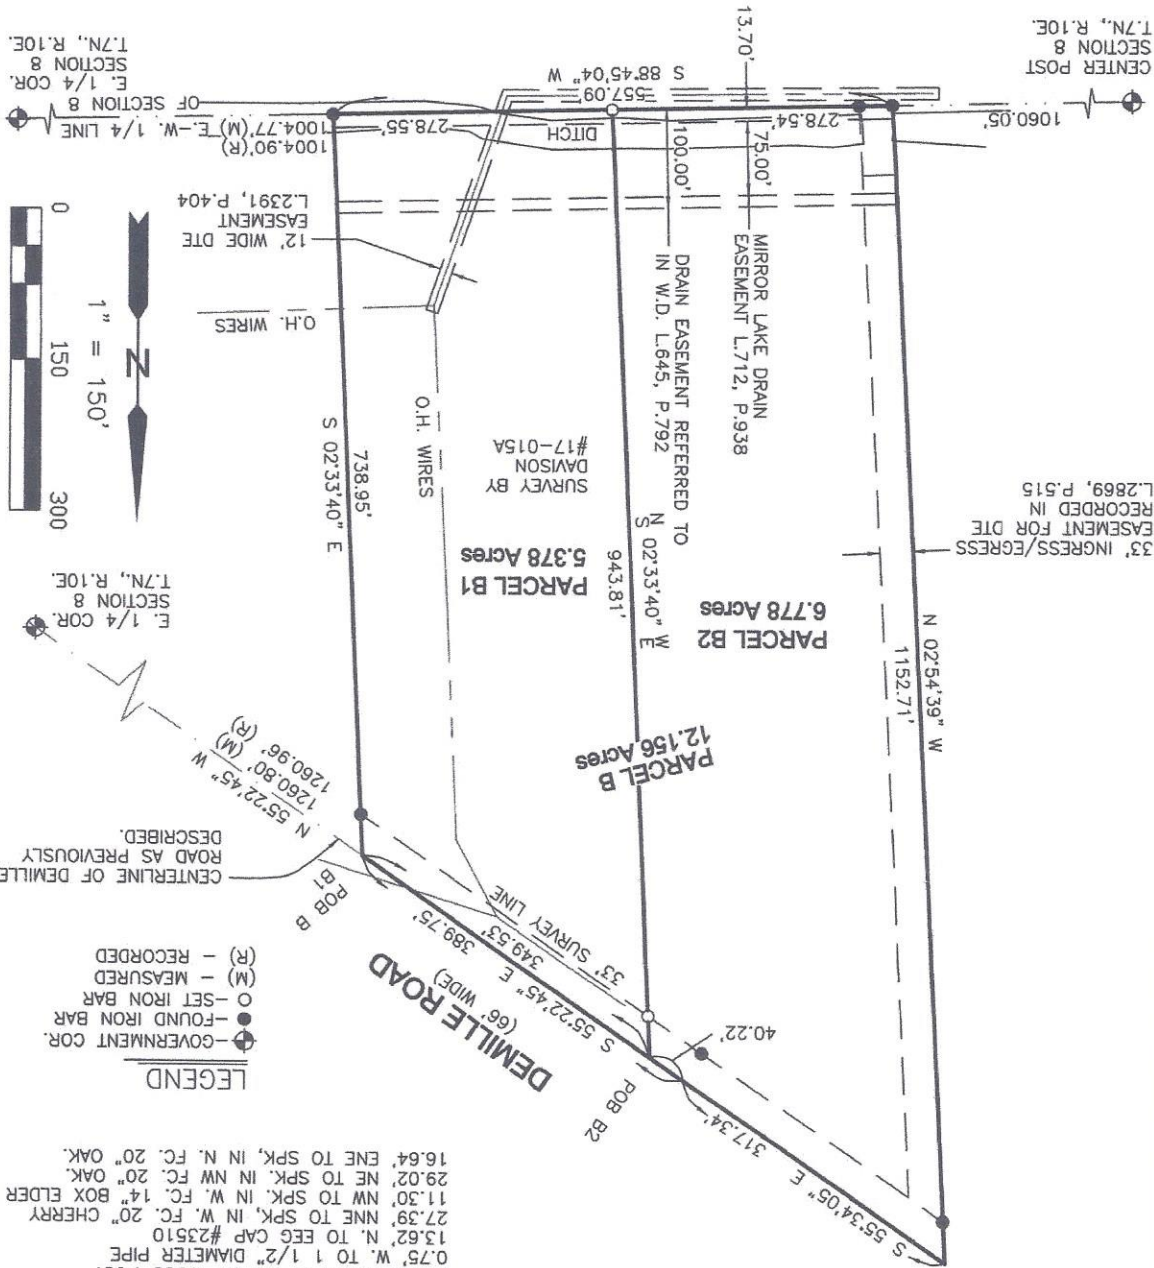 0.75' W. TO 1 1/2" DIAMETER PIPE
13.62' N. TO EEG CAP #23510
27.39' NNE TO SPK, IN W. FC. 20" CHERRY
11.30' NW TO SPK. IN W. FC. 14" BOX ELDER
29.02' NE TO SPK. IN NW FC. 20" OAK.
16.64' ENE TO SPK, IN N. FC. 20" OAK.
LEGEND
-GOVERNMENT COR.
-FOUND IRON BAR
-SET IRON BAR
(M) - MEASURED
(R) - RECORDED
S 55°34'05" E
317.34'
POB B2
40.22'
DEMILLE ROAD
(66' WIDE)
S 55°22'45" E
349.53'
389.75'
33' SURVEY LINE
POB B
POB B1
CENTERLINE OF DEMILLE
ROAD AS PREVIOUSLY
DESCRIBED.
N 55°22'45" W
1260.80' (M)
1260.96' (R)
E. 1/4 COR.
SECTION 8
T.7N., R.10E.
PARCEL B
12.156 Acres
N 02°54'39" W
1152.71'
PARCEL B2
6.778 Acres
N 02°33'40" W
S 02°33'40" E
943.81'
PARCEL B1
5.378 Acres
SURVEY BY
DAVISON
#17-015A
738.95'
S 02°33'40" E
33' INGRESS/EGRESS
EASEMENT FOR DTE
RECORDED IN
L.2869, P.515
O.H. WIRES
O.H. WIRES
MIRROR LAKE DRAIN
EASEMENT L.712, P.938
DRAIN EASEMENT REFERRED TO
IN W.D. L.645, P.792
75.00'
100.00'
12' WIDE DTE
EASEMENT
L.2391, P.404
N
1" = 150'
0
150
300
1060.05'
278.54'
DITCH
278.55'
1004.90'(R)
1004.77'(M)
E.-W. 1/4 LINE
OF SECTION 8
557.09'
S 88°45'04" W
13.70'
CENTER POST
SECTION 8
T.7N., R.10E.
E. 1/4 COR.
SECTION 8
T.7N., R.10E.